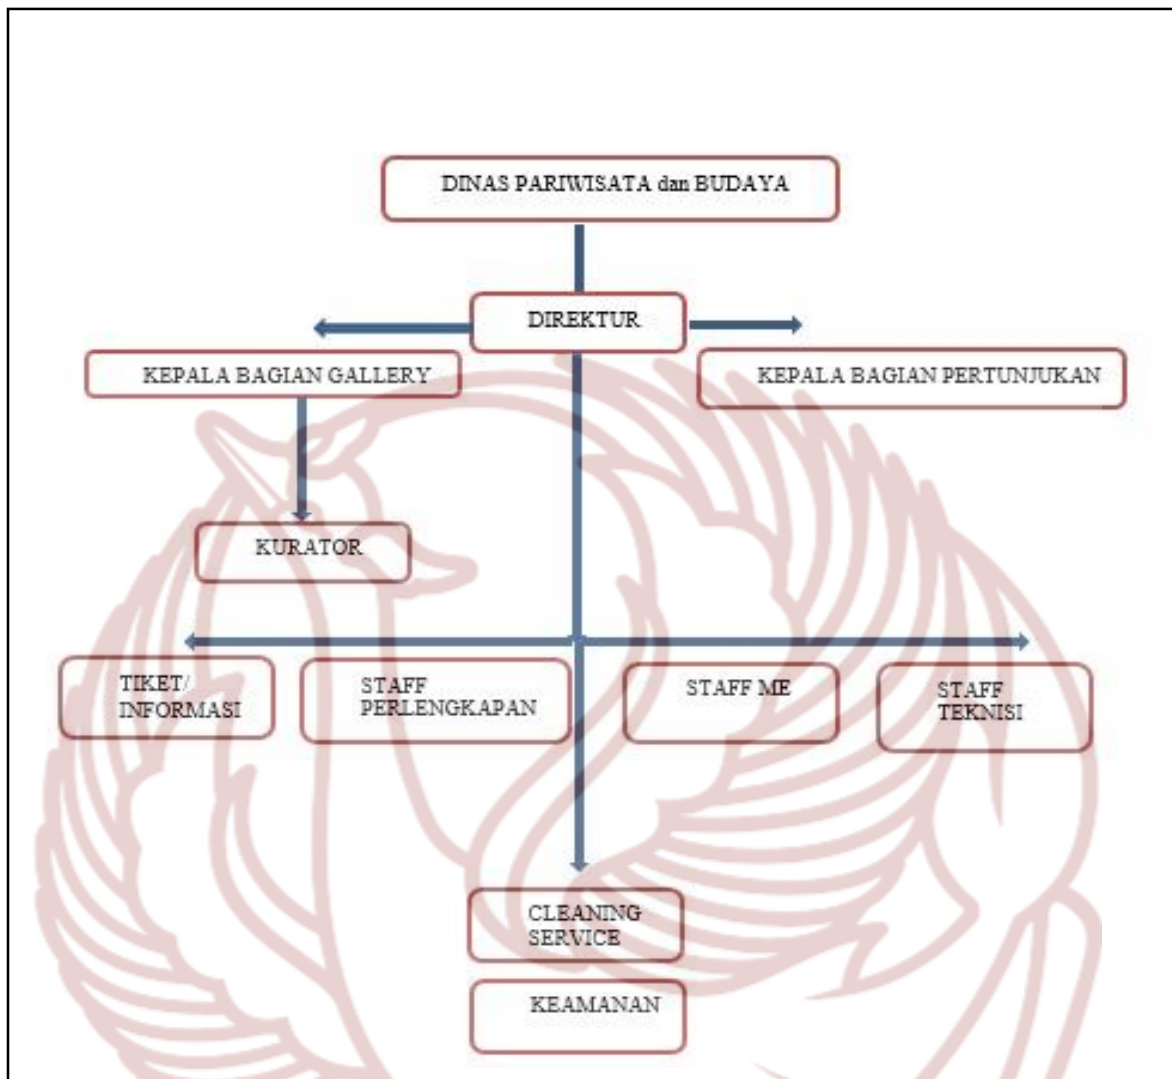 DINAS PARIWISATA dan BUDAYA
DIREKTUR
KEPALA BAGIAN GALLERY
KEPALA BAGIAN PERTUNJUKAN
KURATOR
TIKET/
INFORMASI
STAFF
PERLENGKAPAN
STAFF ME
STAFF
TEKNISI
CLEANING
SERVICE
KEAMANAN